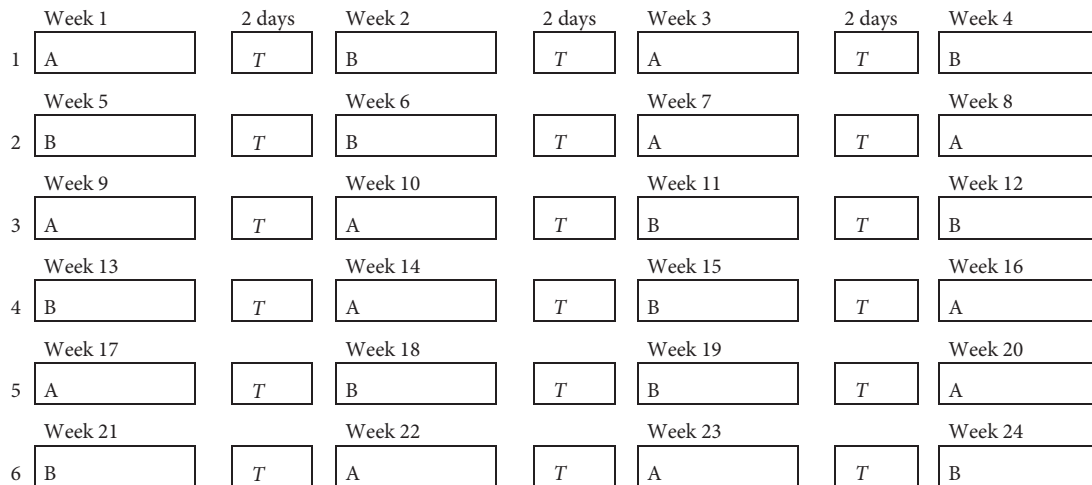 Week 1 2 days Week 2 2 days Week 3 2 days Week 4
1 A T B T A T B
Week 5 Week 6 Week 7 Week 8
2 B T B T A T A
Week 9 Week 10 Week 11 Week 12
3 A T A T B T B
Week 13 Week 14 Week 15 Week 16
4 B T A T B T A
Week 17 Week 18 Week 19 Week 20
5 A T B T B T A
Week 21 Week 22 Week 23 Week 24
6 B T A T A T B